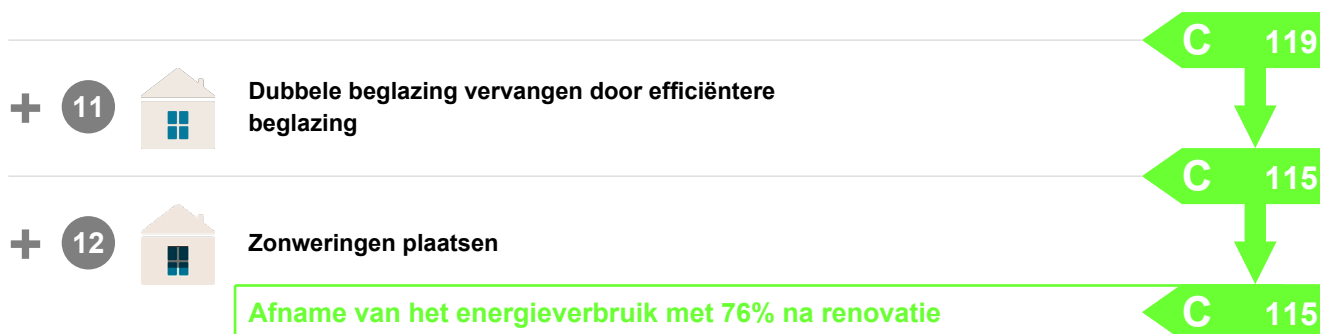 C 119
+ 11 Dubbele beglazing vervangen door efficiëntere
beglazing
C 115
+ 12 Zonweringen plaatsen
Afname van het energieverbruik met 76% na renovatie C 115